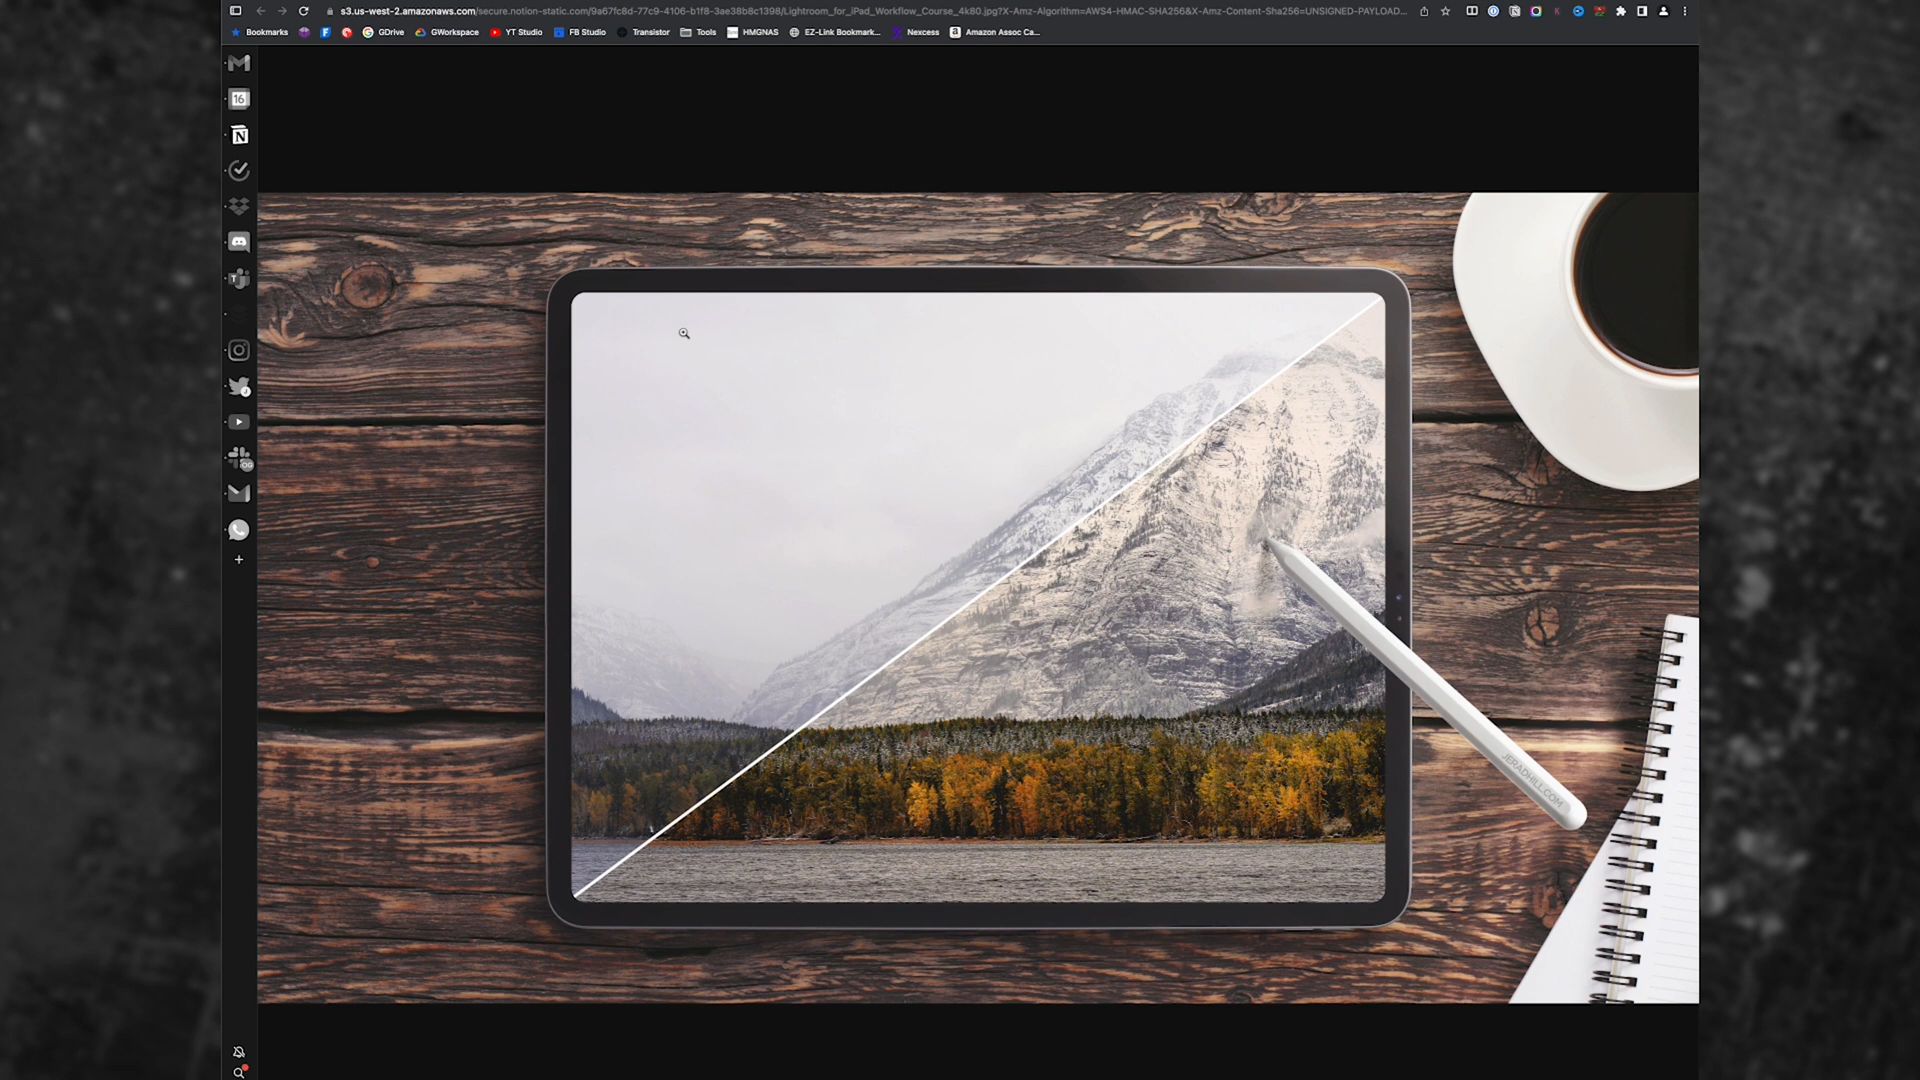 s3.us-west-2.amazonaws.com/secure.notion-static.com/9a67fc8d-77c9-4106-b1f8-3ae38b8c1398/Lightroom_for_iPad_Workflow_Course_4k80.jpg?X-Amz-Algorithm=AWS4-HMAC-SHA256&X-Amz-Content-Sha256=UNSIGNED-PAYLOAD...
Bookmarks GDrive GWorkspace YT Studio FB Studio Transistor Tools HMGNAS EZ-Link Bookmark... Nexcess Amazon Assoc Ca...
16
JERADHILL.COM